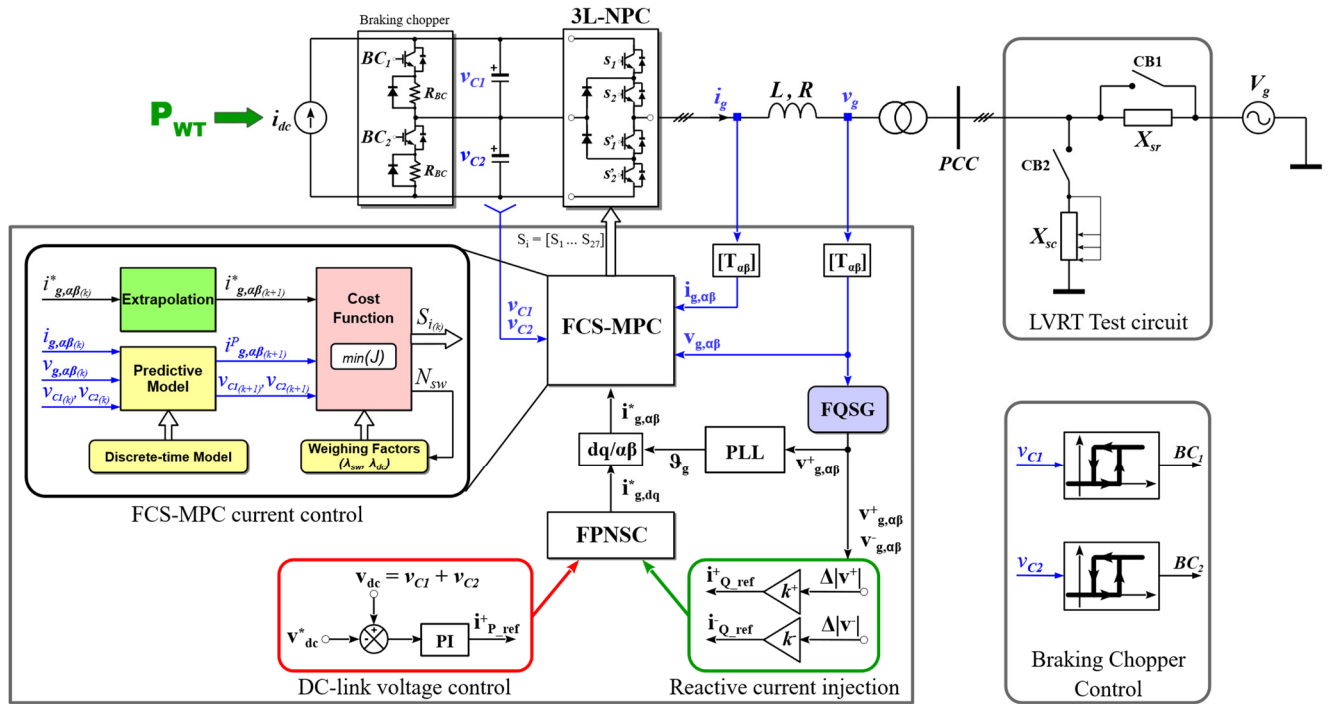 Braking chopper
3L-NPC
P_WT
i_dc
BC_1
R_BC
BC_2
R_BC
v_C1
v_C2
s_1
s_2
s'_1
s'_2
i_g
L , R
v_g
PCC
CB1
X_sr
V_g
CB2
X_sc
LVRT Test circuit
S_i = [S_1 ... S_27]
[T_αβ]
[T_αβ]
i_g,αβ
v_C1
v_C2
FCS-MPC
v_g,αβ
i*_g,αβ(k)
Extrapolation
i*_g,αβ(k+1)
Cost
Function
min(J)
S_i(k)
N_sw
i_g,αβ(k)
v_g,αβ(k)
v_C1(k), v_C2(k)
Predictive
Model
i^P_g,αβ(k+1)
v_C1(k+1), v_C2(k+1)
Discrete-time Model
Weighing Factors
(λ_sw, λ_dc)
FCS-MPC current control
i*_g,αβ
dq/αβ
ϑ_g
PLL
v^+_g,αβ
FQSG
i*_g,dq
FPNSC
v^+_g,αβ
v^-_g,αβ
v_dc = v_C1 + v_C2
v*_dc
+
-
PI
i^+_P_ref
DC-link voltage control
i^+_Q_ref
k^+
Δ|v^+|
i^-_Q_ref
k^-
Δ|v^-|
Reactive current injection
v_C1
BC_1
v_C2
BC_2
Braking Chopper
Control